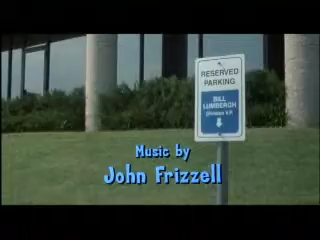 RESERVED
PARKING
BILL
LUMBERGH
Division V.P.
Music by
John Frizzell